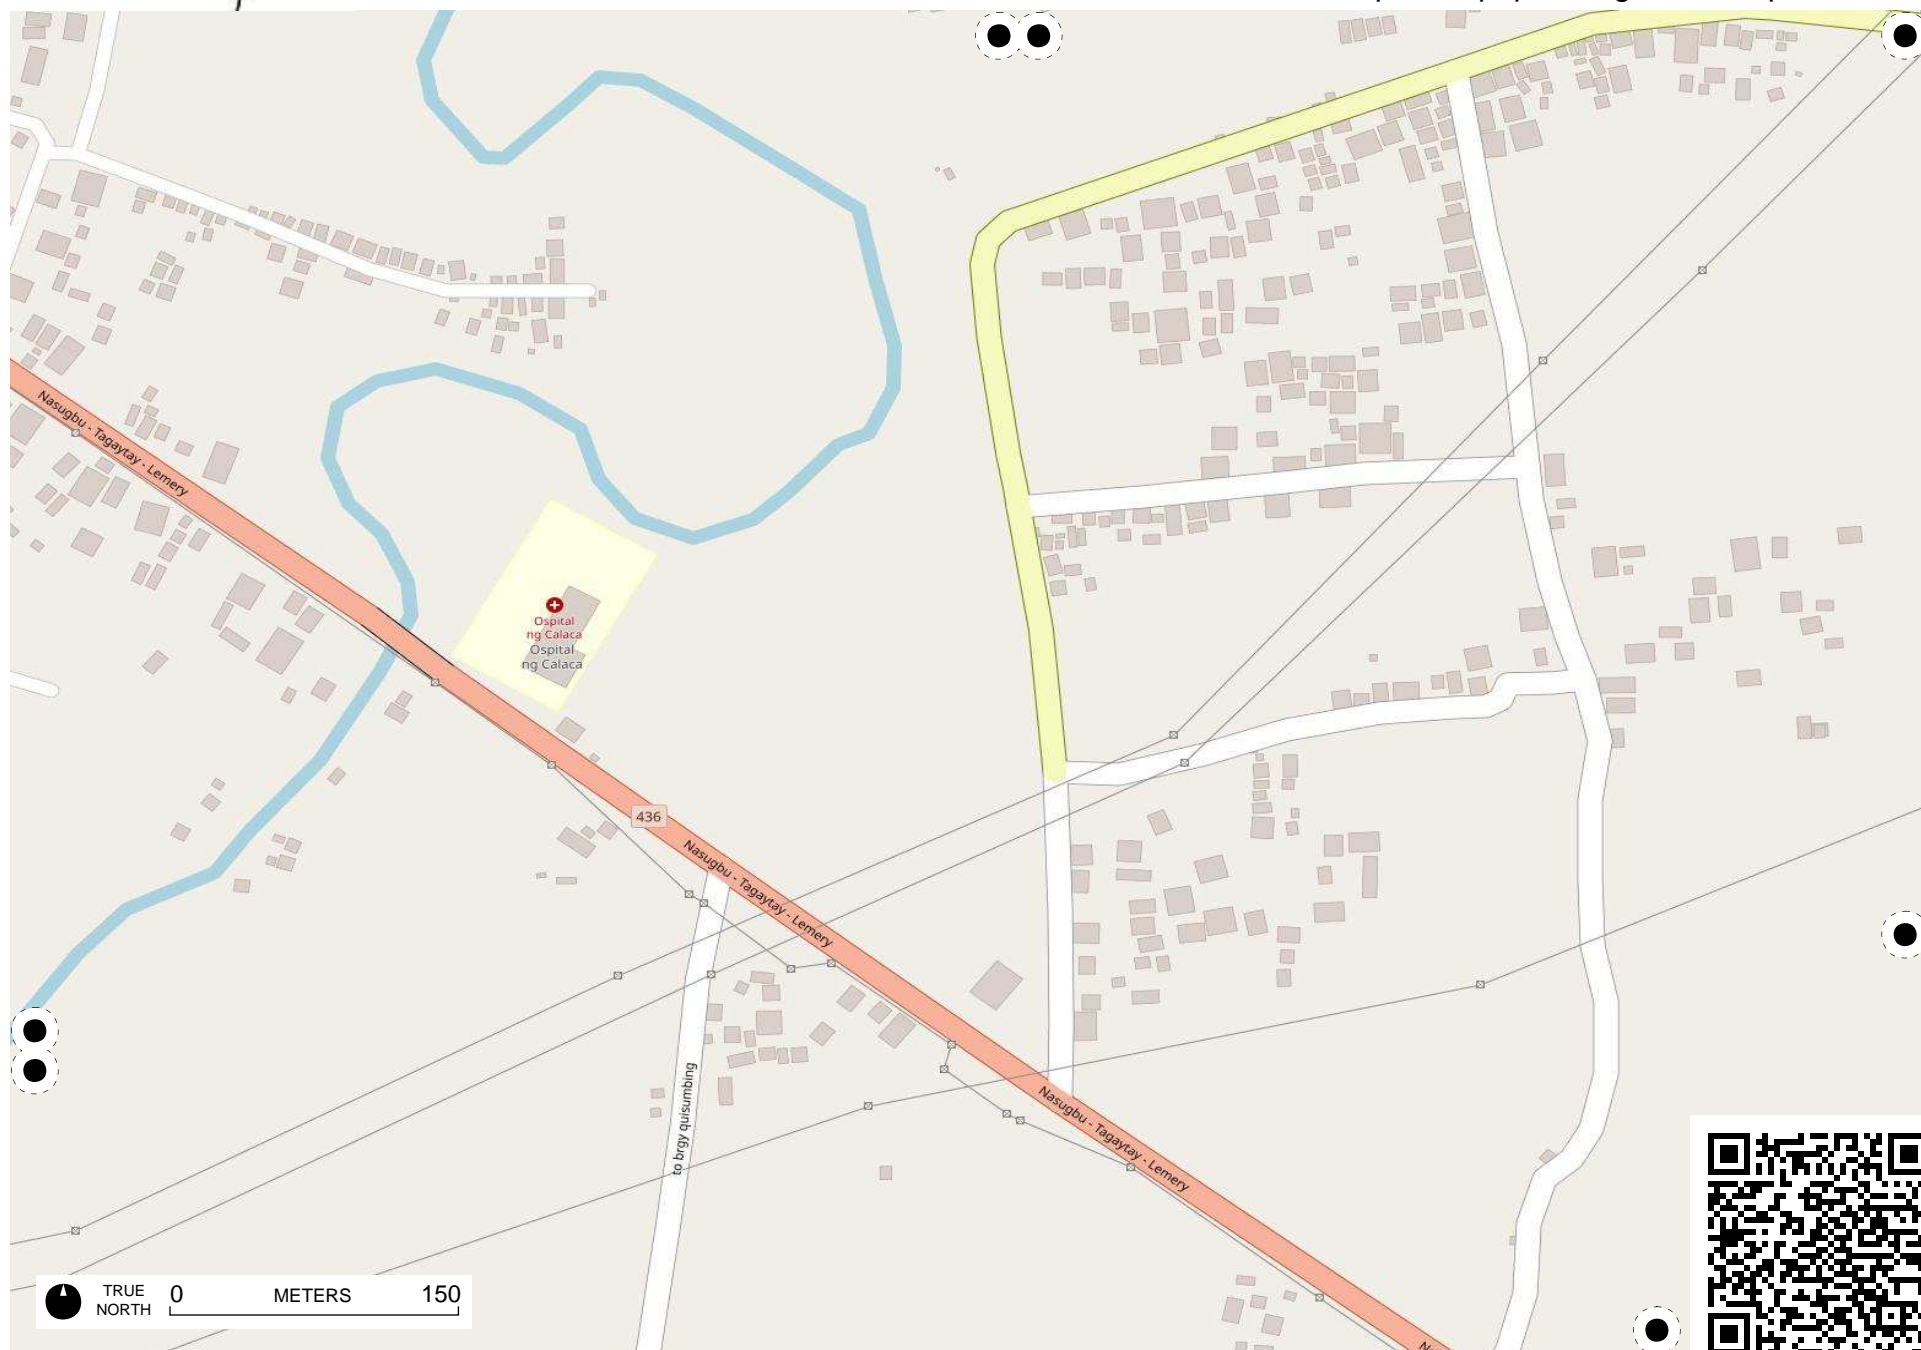 Nasugbu - Tagaytay - Lemery
Ospital
ng Calaca
Ospital
ng Calaca
436
Nasugbu - Tagaytay - Lemery
to brgy quisumbing
Nasugbu - Tagaytay - Lemery
TRUE
NORTH
0
METERS
150